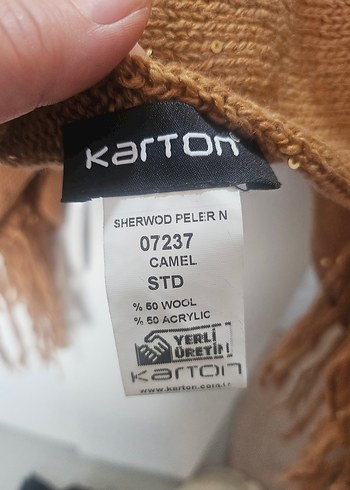 Karton
SHERWOD PELER N
07237
CAMEL
STD
% 50 WOOL
% 50 ACRYLIC
YERLİ
ÜRETİM
Karton
www.karton.com.tr